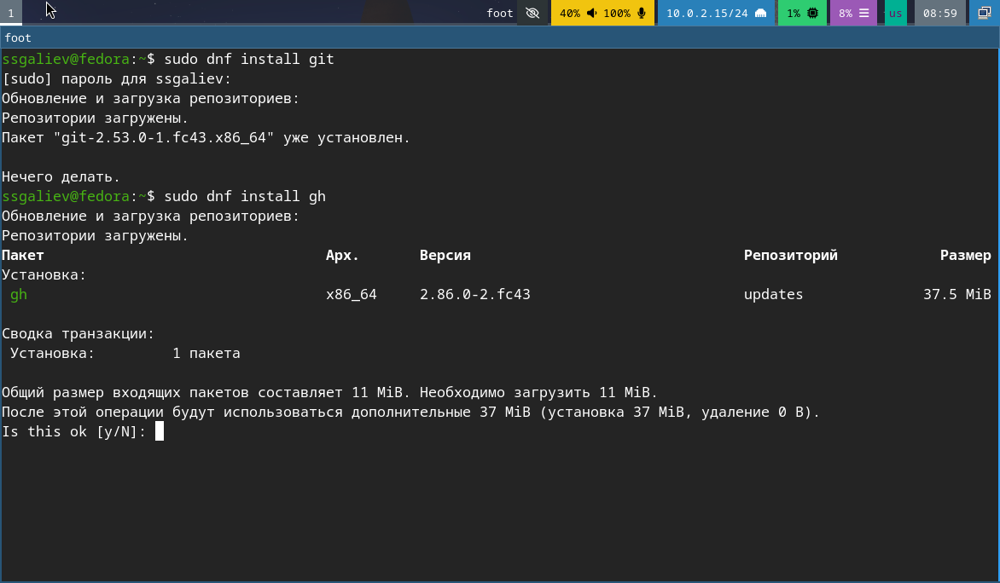 1 foot 40% 100% 10.0.2.15/24 1% 8% us 08:59
foot
ssgaliev@fedora:~$ sudo dnf install git
[sudo] пароль для ssgaliev:
Обновление и загрузка репозиториев:
Репозитории загружены.
Пакет "git-2.53.0-1.fc43.x86_64" уже установлен.
Нечего делать.
ssgaliev@fedora:~$ sudo dnf install gh
Обновление и загрузка репозиториев:
Репозитории загружены.
Пакет Арх. Версия Репозиторий Размер
Установка:
gh x86_64 2.86.0-2.fc43 updates 37.5 MiB
Сводка транзакции:
Установка: 1 пакета
Общий размер входящих пакетов составляет 11 MiB. Необходимо загрузить 11 MiB.
После этой операции будут использоваться дополнительные 37 MiB (установка 37 MiB, удаление 0 B).
Is this ok [y/N]: